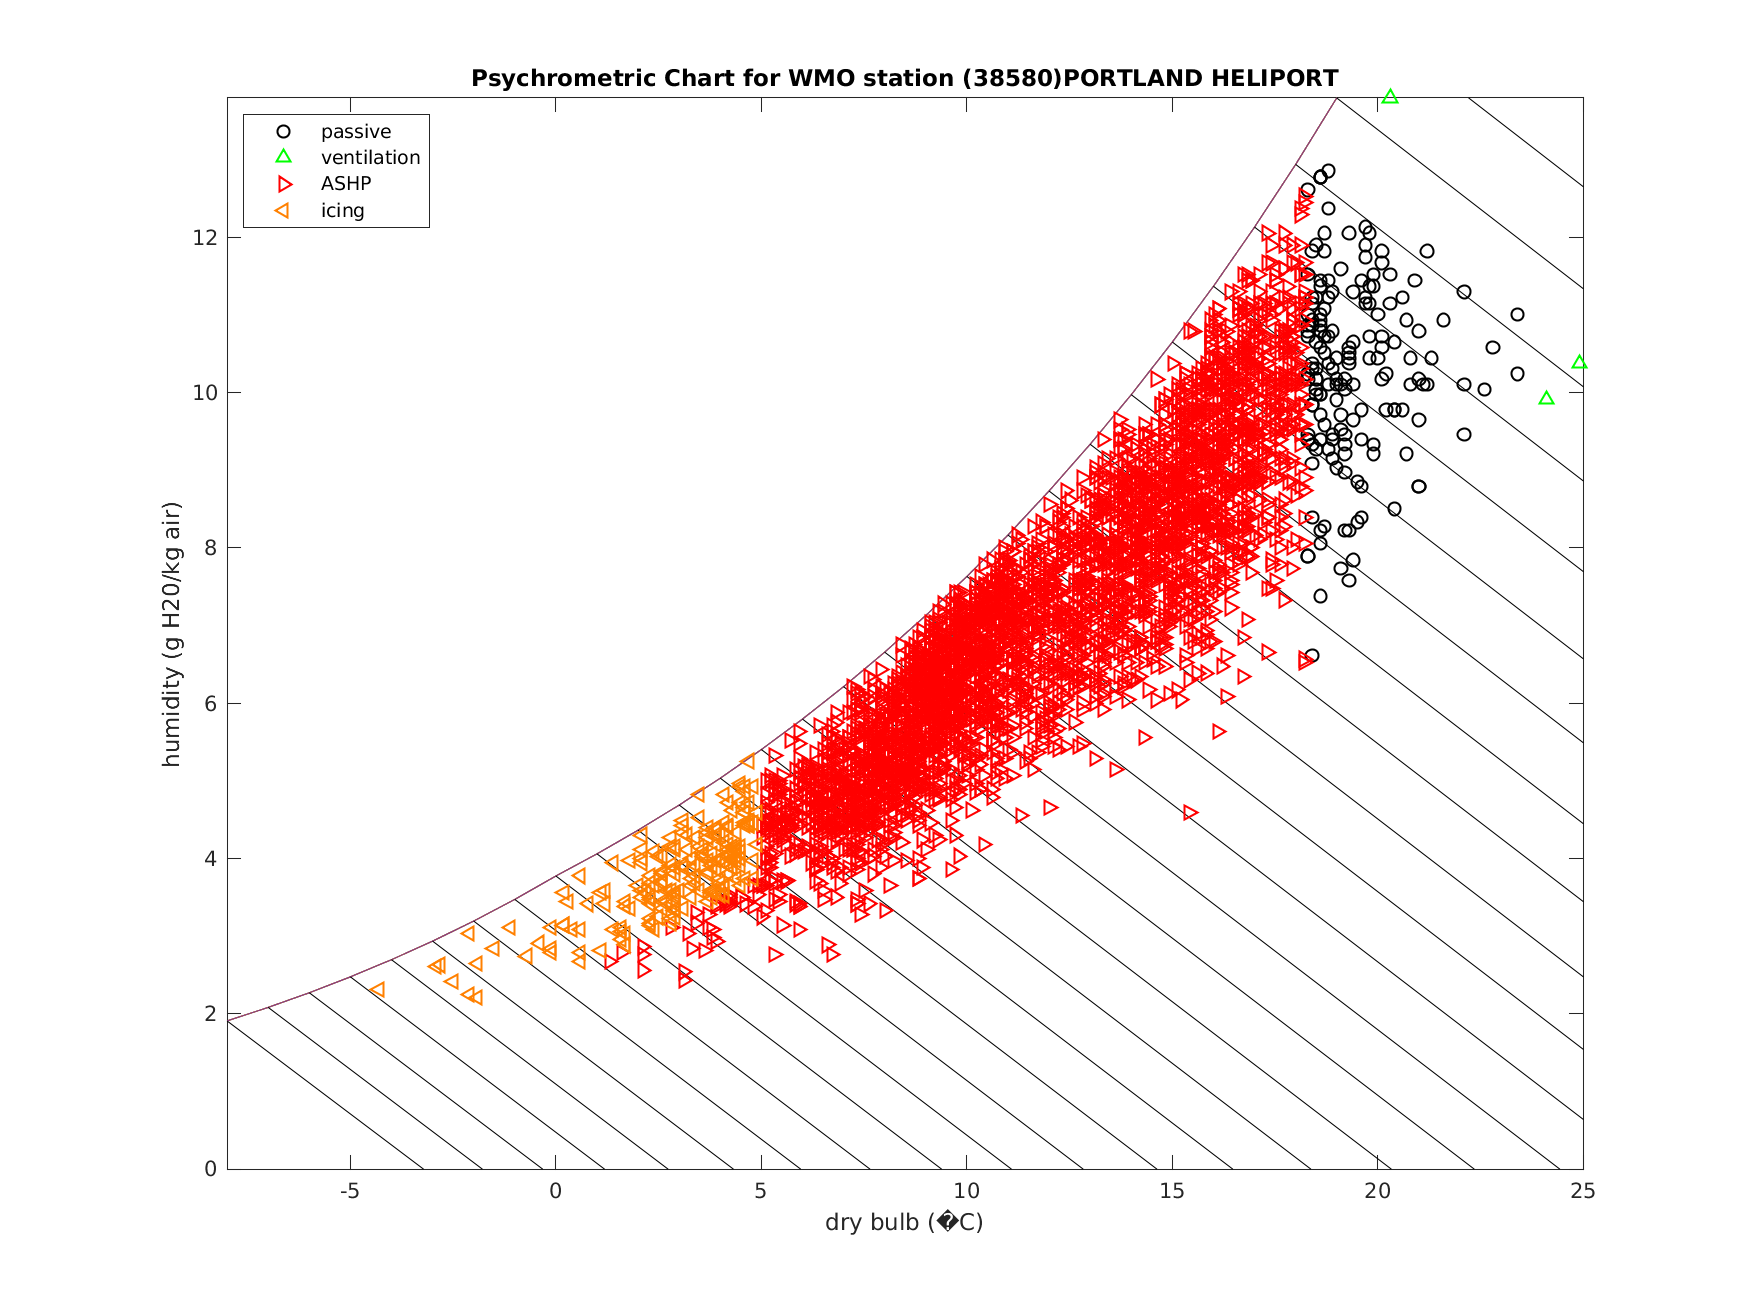 Psychrometric Chart for WMO station (38580)PORTLAND HELIPORT
passive
ventilation
ASHP
icing
12
10
8
6
4
2
0
humidity (g H20/kg air)
-5 0 5 10 15 20 25
dry bulb (�C)